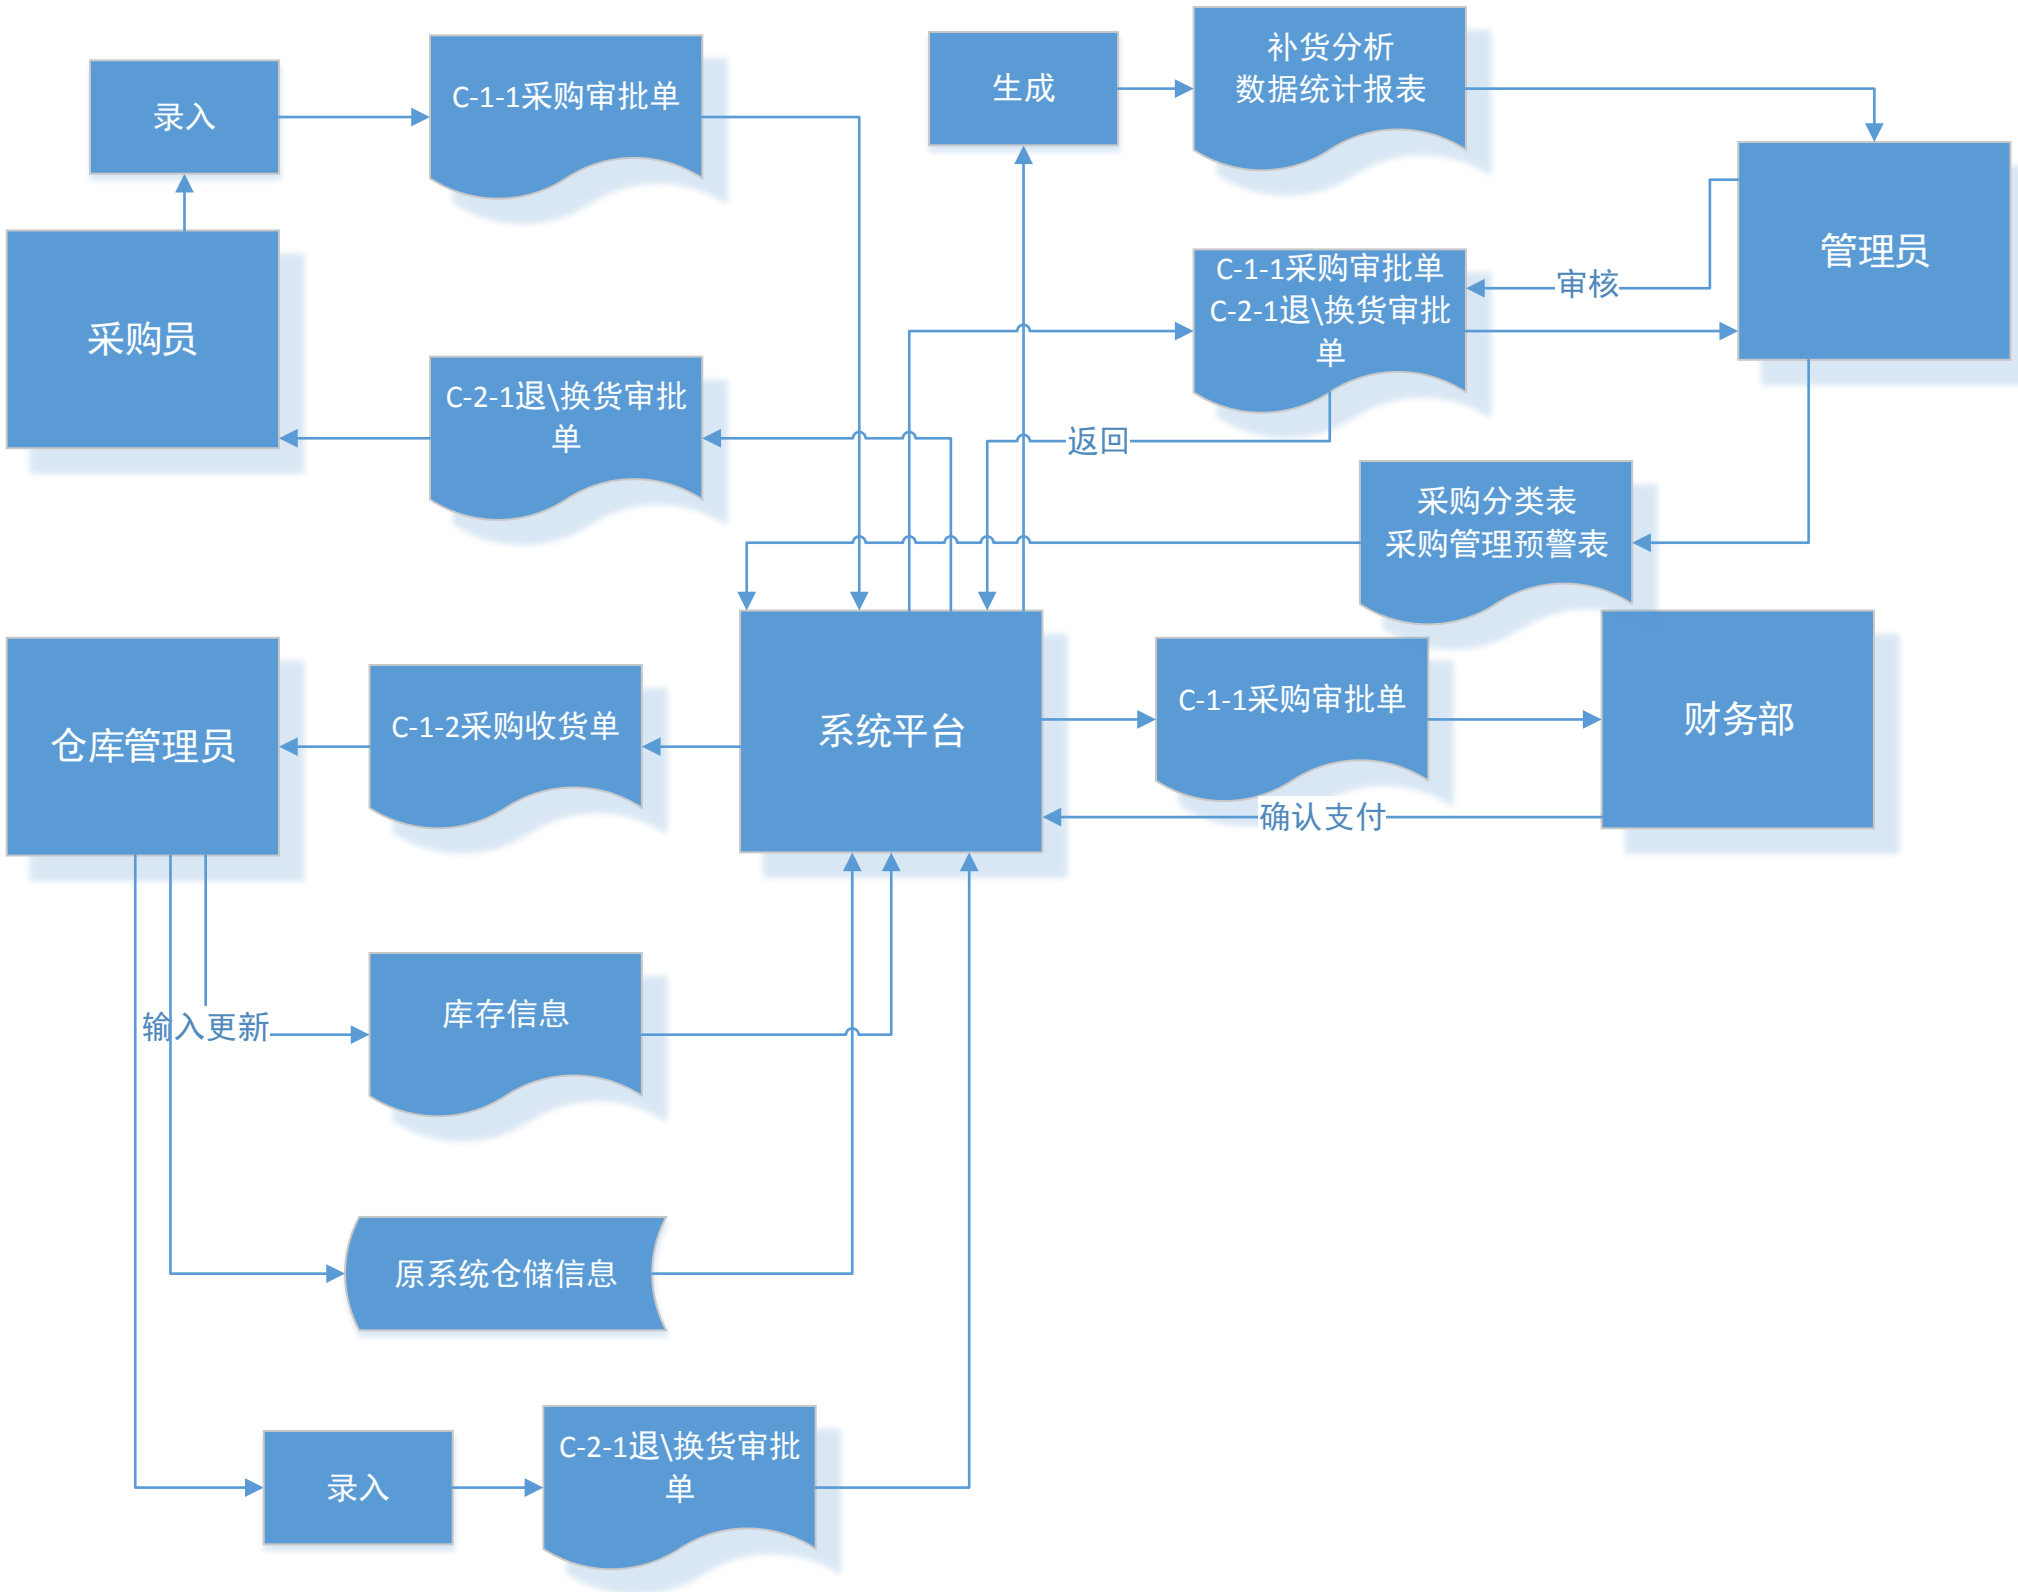 录入
C-1-1采购审批单
生成
补货分析
数据统计报表
采购员
C-2-1退\换货审批
单
C-1-1采购审批单
C-2-1退\换货审批
单
审核
管理员
返回
采购分类表
采购管理预警表
仓库管理员
C-1-2采购收货单
系统平台
C-1-1采购审批单
财务部
确认支付
输入更新
库存信息
原系统仓储信息
录入
C-2-1退\换货审批
单